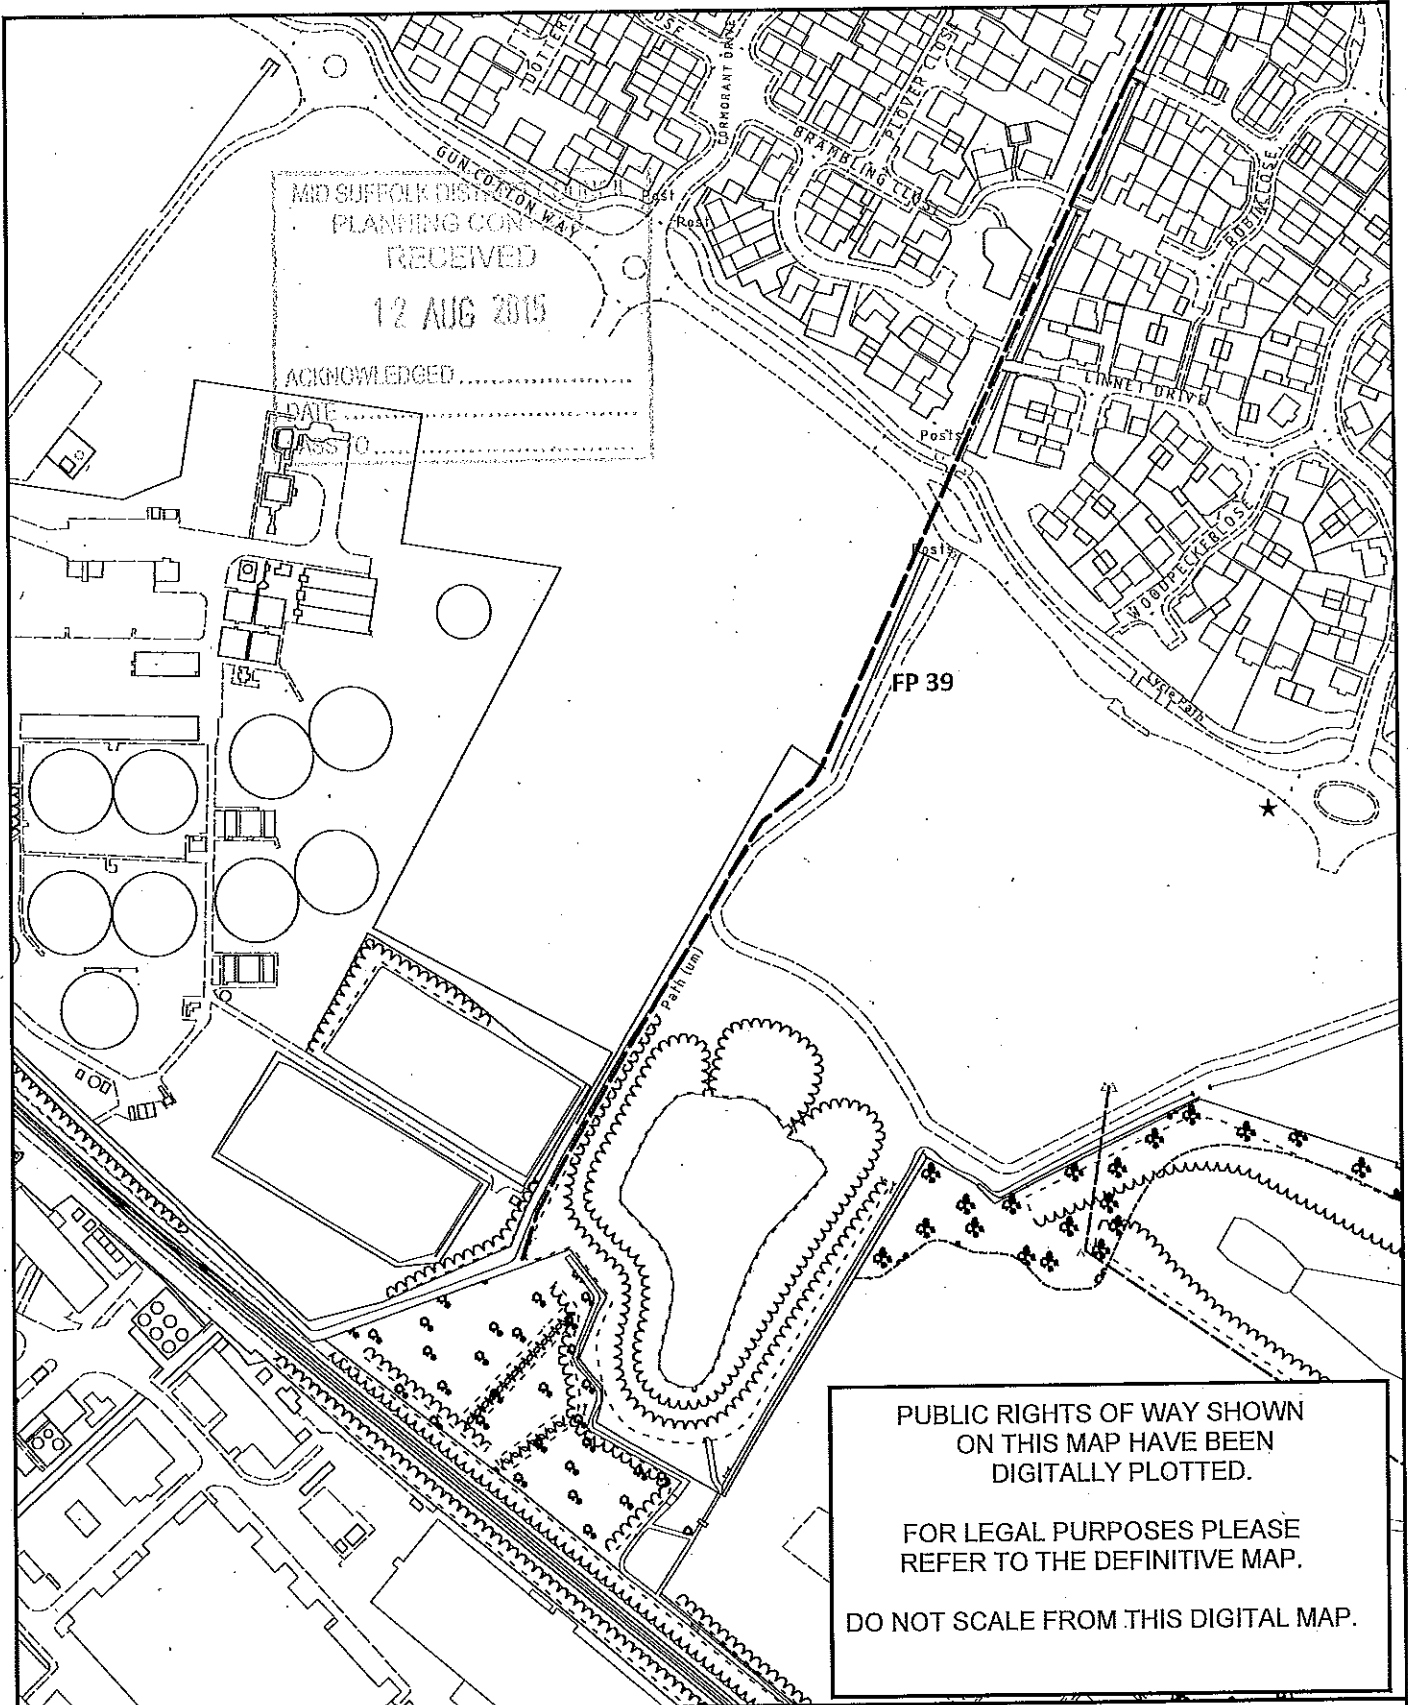 CORMORANT DRIVE
PLOVER CLOSE
BRAMBLING CLOSE
GUN COTTON WAY
Post
Post
MID SUFFOLK DISTRICT COUNCIL
PLANNING CONTROL
RECEIVED
12 AUG 2015
ACKNOWLEDGED
DATE
PASS TO
ROBIN CLOSE
LINNET DRIVE
Posts
Posts
WOODPECKER CLOSE
FP 39
Cycle Path
Path (um)
PUBLIC RIGHTS OF WAY SHOWN
ON THIS MAP HAVE BEEN
DIGITALLY PLOTTED.
FOR LEGAL PURPOSES PLEASE
REFER TO THE DEFINITIVE MAP.
DO NOT SCALE FROM THIS DIGITAL MAP.